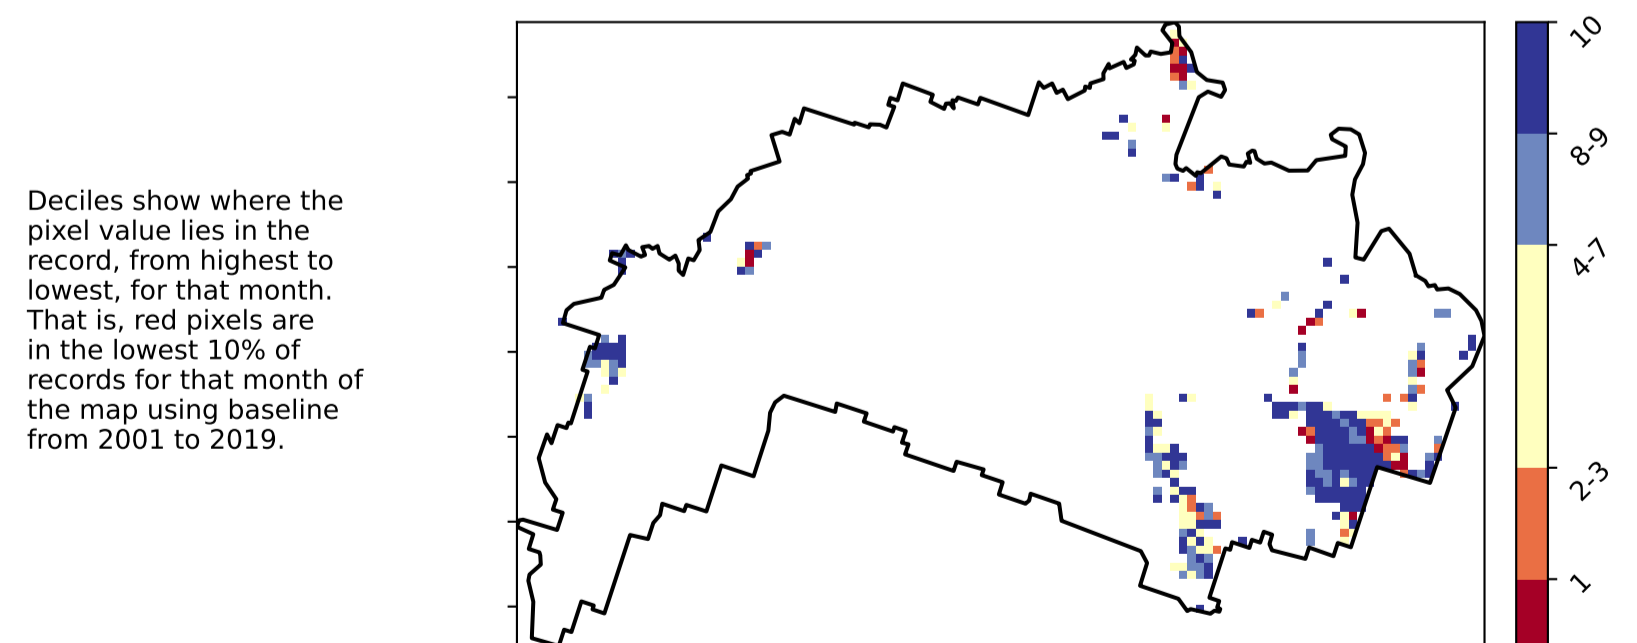 Deciles show where the
pixel value lies in the
record, from highest to
lowest, for that month.
That is, red pixels are
in the lowest 10% of
records for that month of
the map using baseline
from 2001 to 2019.
10
8-9
4-7
2-3
1